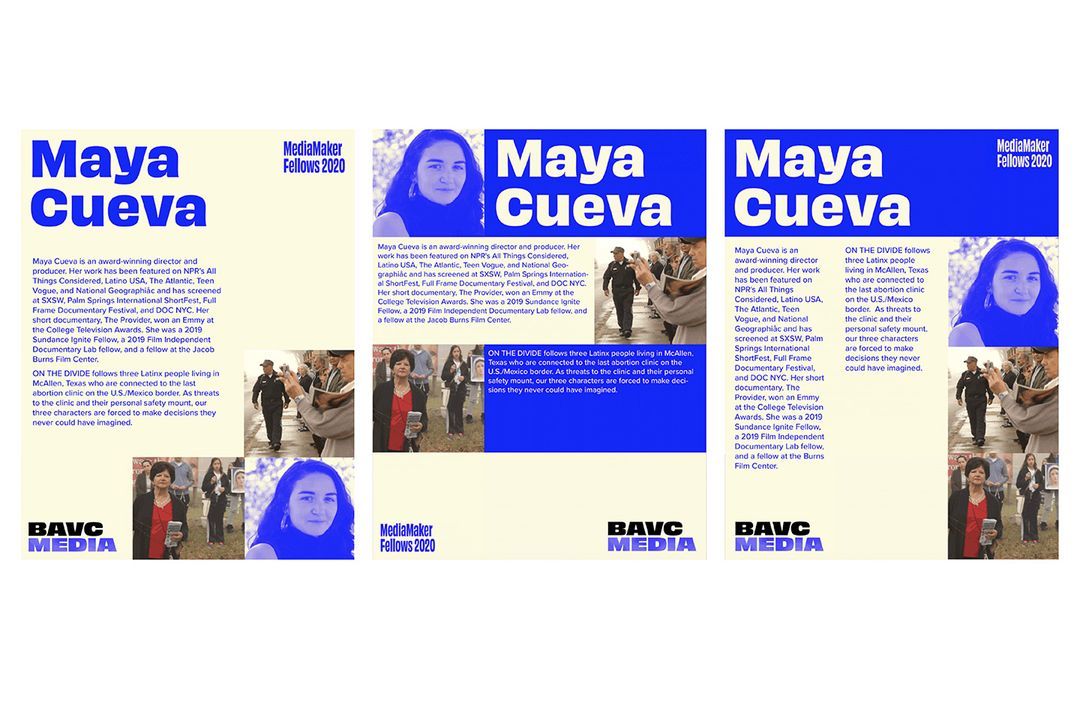 Maya
Cueva
MediaMaker
Fellows 2020
Maya Cueva is an award-winning director and
producer. Her work has been featured on NPR's All
Things Considered, Latino USA, The Atlantic, Teen
Vogue, and National Geographiâc and has screened
at SXSW, Palm Springs International ShortFest, Full
Frame Documentary Festival, and DOC NYC. Her
short documentary, The Provider, won an Emmy at
the College Television Awards. She was a 2019
Sundance Ignite Fellow, a 2019 Film Independent
Documentary Lab fellow, and a fellow at the Jacob
Burns Film Center.
ON THE DIVIDE follows three Latinx people living in
McAllen, Texas who are connected to the last
abortion clinic on the U.S./Mexico border. As threats
to the clinic and their personal safety mount, our
three characters are forced to make decisions they
never could have imagined.
BAVC
MEDIA
Maya
Cueva
Maya Cueva is an award-winning director and producer. Her
work has been featured on NPR's All Things Considered,
Latino USA, The Atlantic, Teen Vogue, and National Geo-
graphiâc and has screened at SXSW, Palm Springs Internation-
al ShortFest, Full Frame Documentary Festival, and DOC NYC.
Her short documentary, The Provider, won an Emmy at the
College Television Awards. She was a 2019 Sundance Ignite
Fellow, a 2019 Film Independent Documentary Lab fellow, and
a fellow at the Jacob Burns Film Center.
ON THE DIVIDE follows three Latinx people living in McAllen,
Texas who are connected to the last abortion clinic on the
U.S./Mexico border. As threats to the clinic and their personal
safety mount, our three characters are forced to make deci-
sions they never could have imagined.
MediaMaker
Fellows 2020
BAVC
MEDIA
Maya
Cueva
MediaMaker
Fellows 2020
Maya Cueva is an
award-winning director
and producer. Her work
has been featured on
NPR's All Things
Considered, Latino USA,
The Atlantic, Teen
Vogue, and National
Geographiâc and has
screened at SXSW, Palm
Springs International
ShortFest, Full Frame
Documentary Festival,
and DOC NYC. Her short
documentary, The
Provider, won an Emmy
at the College Television
Awards. She was a 2019
Sundance Ignite Fellow,
a 2019 Film Independent
Documentary Lab fellow,
and a fellow at the Burns
Film Center.
ON THE DIVIDE follows
three Latinx people
living in McAllen, Texas
who are connected to the
last abortion clinic
on the U.S./Mexico
border.  As threats to
the clinic and their
personal safety mount,
our three characters
are forced to make
decisions they never
could have imagined.
BAVC
MEDIA